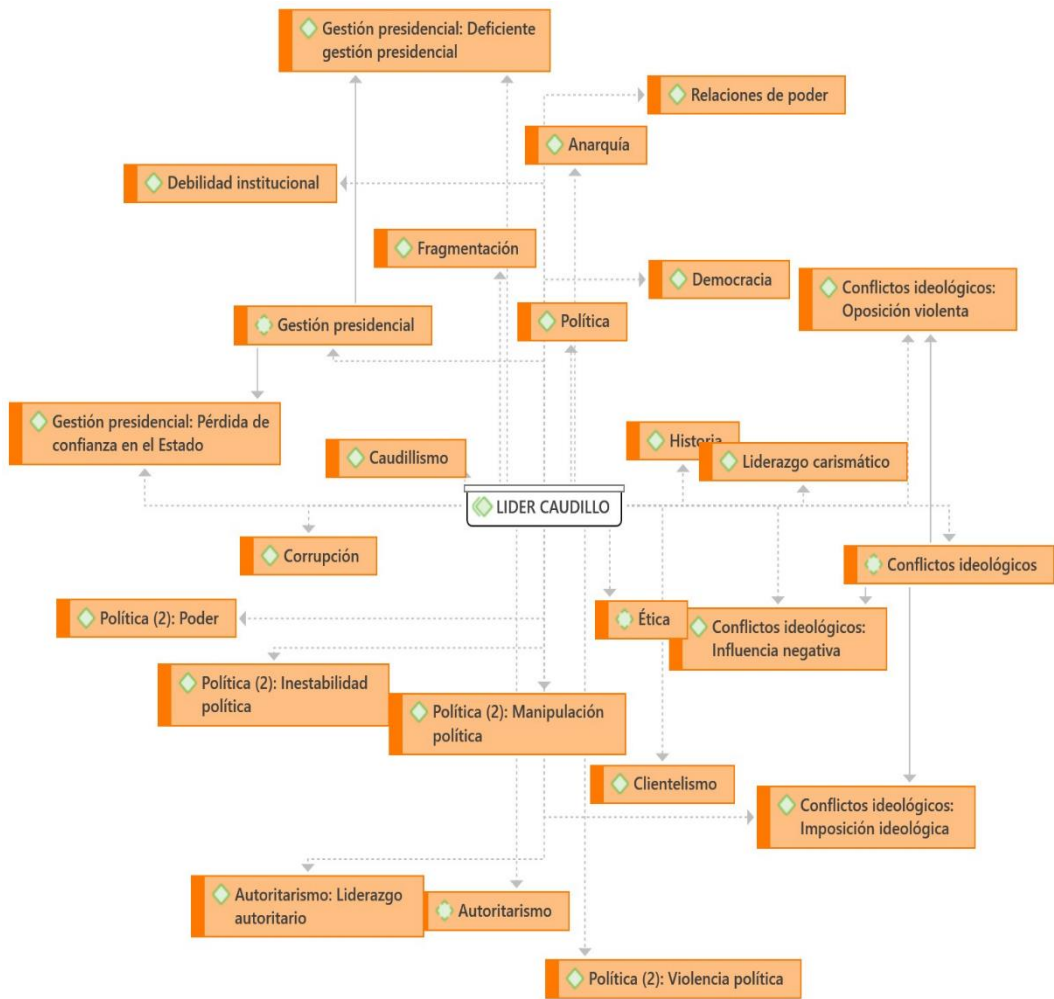 Gestión presidencial: Deficiente
gestión presidencial
Relaciones de poder
Anarquía
Debilidad institucional
Fragmentación
Democracia
Conflictos ideológicos:
Oposición violenta
Gestión presidencial
Política
Gestión presidencial: Pérdida de
confianza en el Estado
Caudillismo
Historia
Liderazgo carismático
LIDER CAUDILLO
Corrupción
Conflictos ideológicos
Política (2): Poder
Ética
Conflictos ideológicos:
Influencia negativa
Política (2): Inestabilidad
política
Política (2): Manipulación
política
Clientelismo
Conflictos ideológicos:
Imposición ideológica
Autoritarismo: Liderazgo
autoritario
Autoritarismo
Política (2): Violencia política